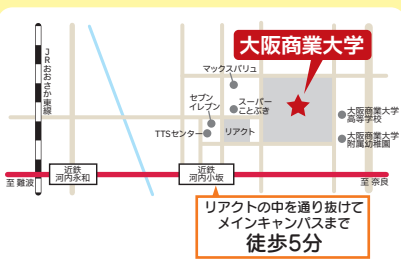 大阪商業大学
JRおおさか東線
マックスバリュ
セブン
イレブン
スーパー
ことぶき
TTSセンター
リアクト
大阪商業大学
高等学校
大阪商業大学
附属幼稚園
至 難波
近鉄
河内永和
近鉄
河内小坂
至 奈良
リアクトの中を通り抜けて
メインキャンパスまで
徒歩5分